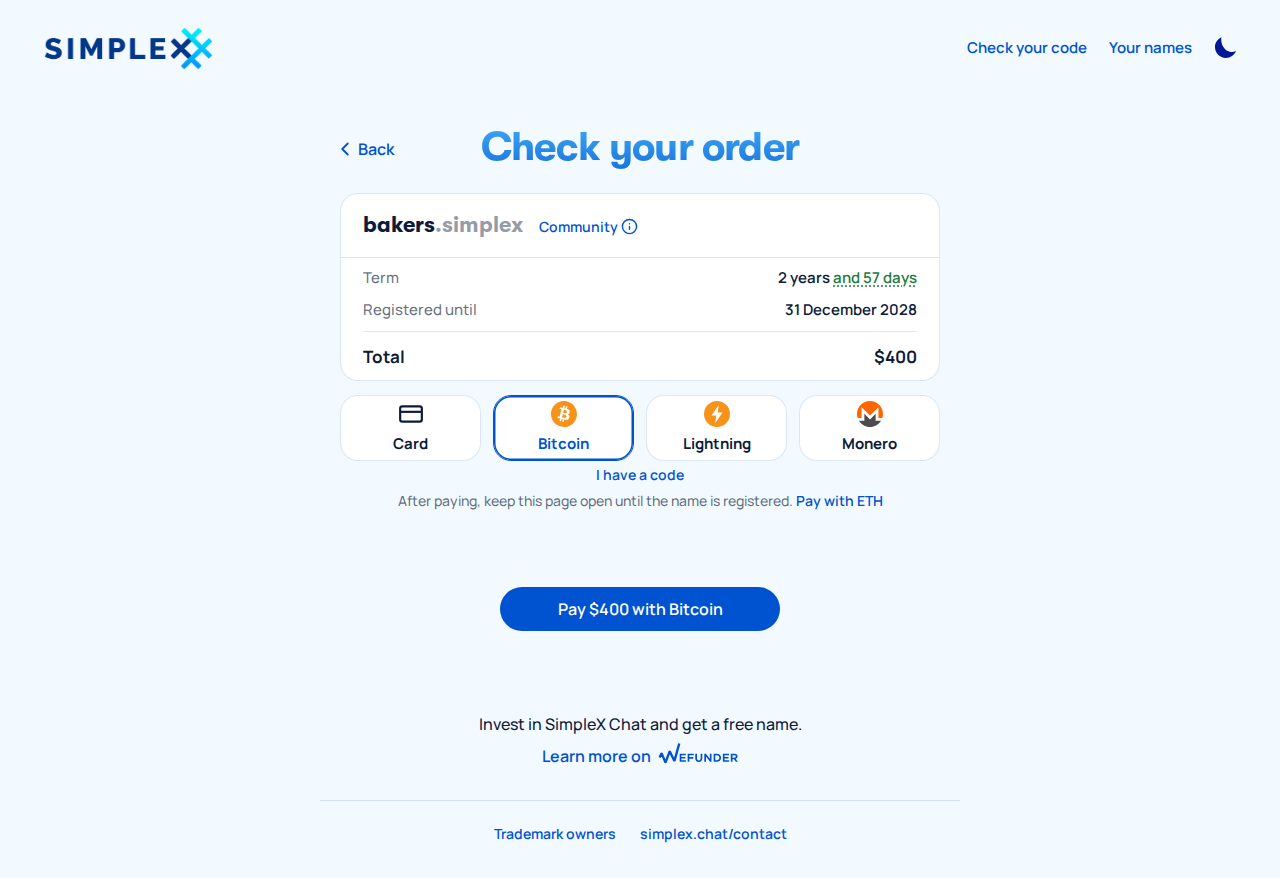 SIMPLEX
Check your code
Your names
Back
Check your order
bakers.simplex
Community
Term
2 years and 57 days
Registered until
31 December 2028
Total
$400
Card
Bitcoin
Lightning
Monero
I have a code
After paying, keep this page open until the name is registered. Pay with ETH
Pay $400 with Bitcoin
Invest in SimpleX Chat and get a free name.
Learn more on WEFUNDER
Trademark owners
simplex.chat/contact